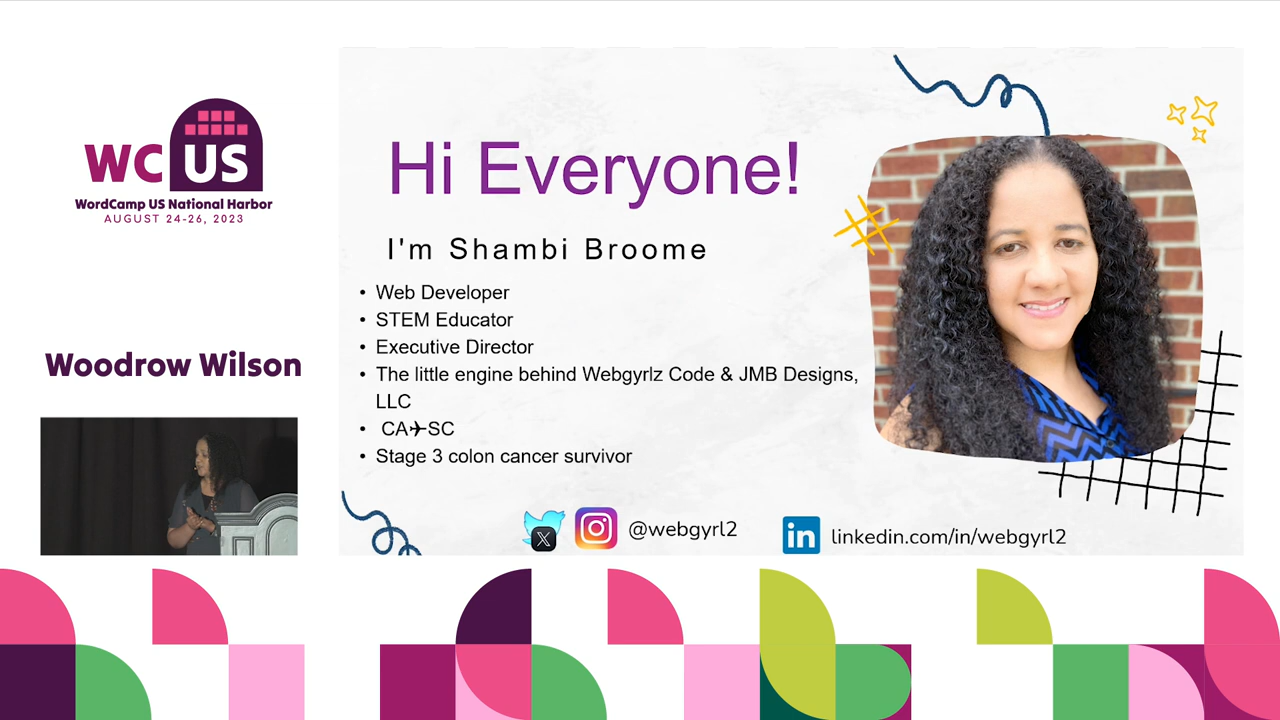 WC US
WordCamp US National Harbor
AUGUST 24-26, 2023
Woodrow Wilson
Hi Everyone!
I'm Shambi Broome
• Web Developer
• STEM Educator
• Executive Director
• The little engine behind Webgyrlz Code & JMB Designs,
LLC
• CA✈SC
• Stage 3 colon cancer survivor
X @webgyrl2
in linkedin.com/in/webgyrl2